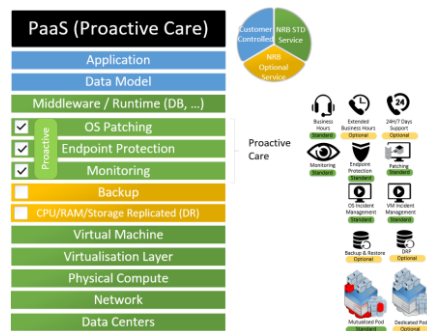 PaaS (Proactive Care)
Application
Data Model
Middleware / Runtime (DB, ...)
OS Patching
Endpoint Protection
Monitoring
Proactive
Backup
CPU/RAM/Storage Replicated (DR)
Virtual Machine
Virtualisation Layer
Physical Compute
Network
Data Centers
Customer
Controlled
NRB STD
Service
NRB
Optional
Service
Proactive
Care
Business
Hours
Standard
Extended
Business Hours
Optional
24
24H/7 Days
Support
Optional
Monitoring
Standard
Endpoint
Protection
Standard
Patching
Standard
OS Incident
Management
Standard
VM Incident
Management
Standard
Backup & Restore
Optional
DRP
Optional
Mutualised Pod
Standard
Dedicated Pod
Optional